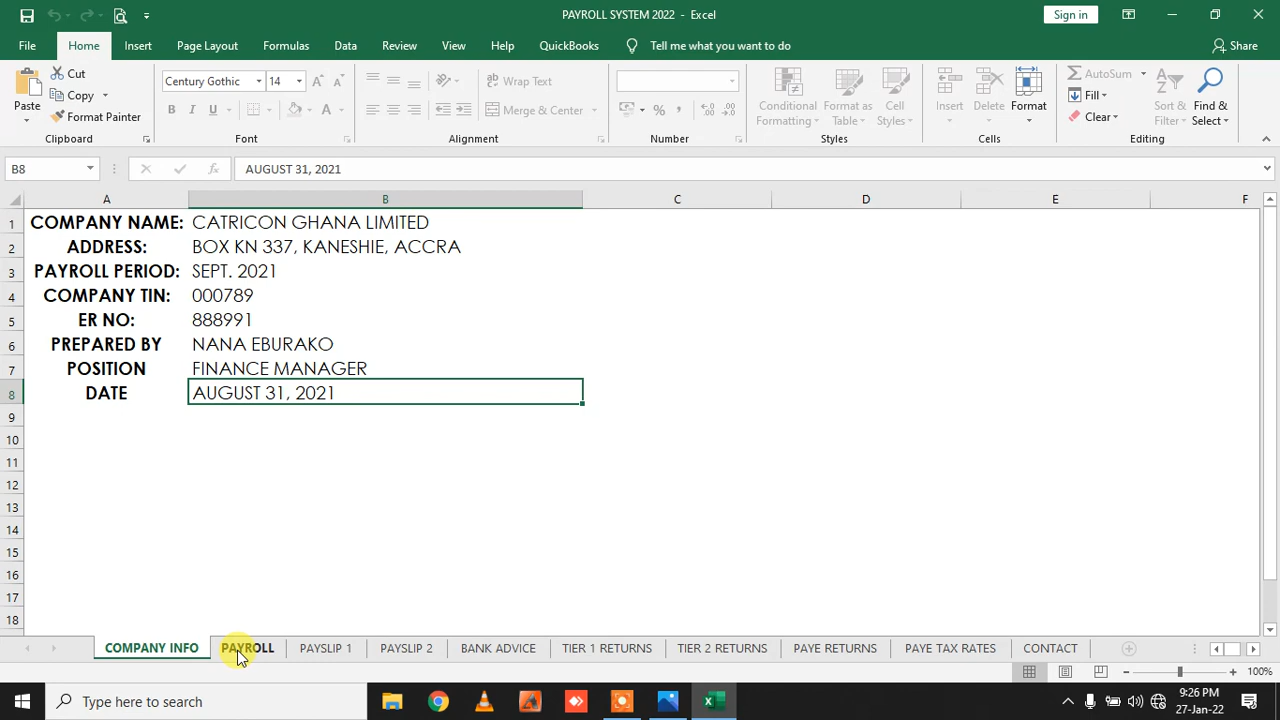 PAYROLL SYSTEM 2022 - Excel
Sign in
File Home Insert Page Layout Formulas Data Review View Help QuickBooks Tell me what you want to do Share
Paste
Cut
Copy
Format Painter
Clipboard
Century Gothic 14
B I U
Font
Wrap Text
Merge & Center
Alignment
Number
Conditional Formatting
Format as Table
Cell Styles
Styles
Insert Delete Format
Cells
AutoSum
Fill
Clear
Sort & Filter
Find & Select
Editing
B8 fx AUGUST 31, 2021
A B C D E F
1 COMPANY NAME: CATRICON GHANA LIMITED
2 ADDRESS: BOX KN 337, KANESHIE, ACCRA
3 PAYROLL PERIOD: SEPT. 2021
4 COMPANY TIN: 000789
5 ER NO: 888991
6 PREPARED BY NANA EBURAKO
7 POSITION FINANCE MANAGER
8 DATE AUGUST 31, 2021
9
10
11
12
13
14
15
16
17
18
COMPANY INFO PAYROLL PAYSLIP 1 PAYSLIP 2 BANK ADVICE TIER 1 RETURNS TIER 2 RETURNS PAYE RETURNS PAYE TAX RATES CONTACT
100%
Type here to search
9:26 PM
27-Jan-22